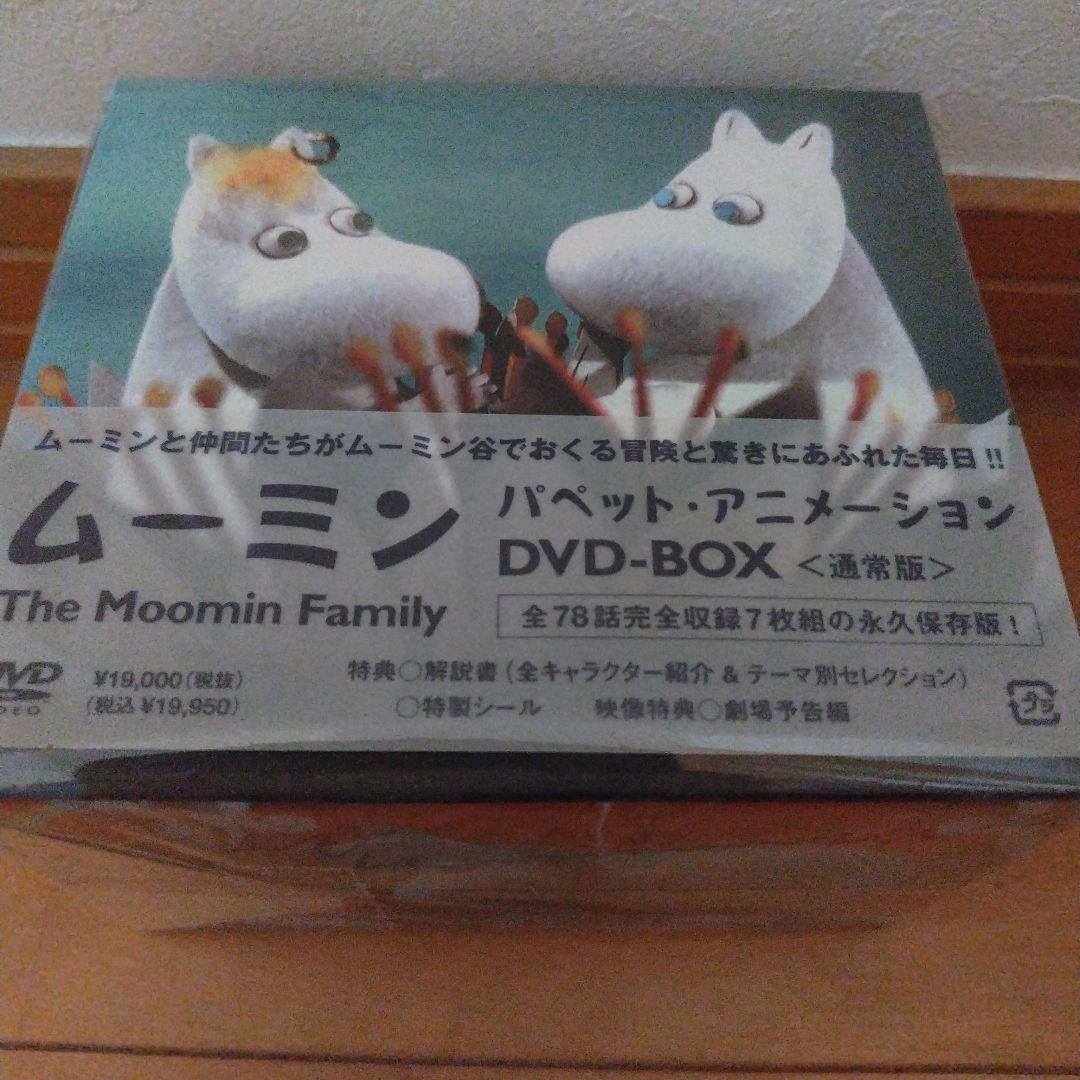 ムーミンと仲間たちがムーミン谷でおくる冒険と驚きにあふれた毎日!!
ムーミン
The Moomin Family
パペット・アニメーション
DVD-BOX <通常版>
全78話完全収録7枚組の永久保存版!
DVD
VIDEO
¥19,000(税抜)
(税込¥19,950)
特典○解説書(全キャラクター紹介 & テーマ別セレクション)
○特製シール 映像特典○劇場予告編
プラ